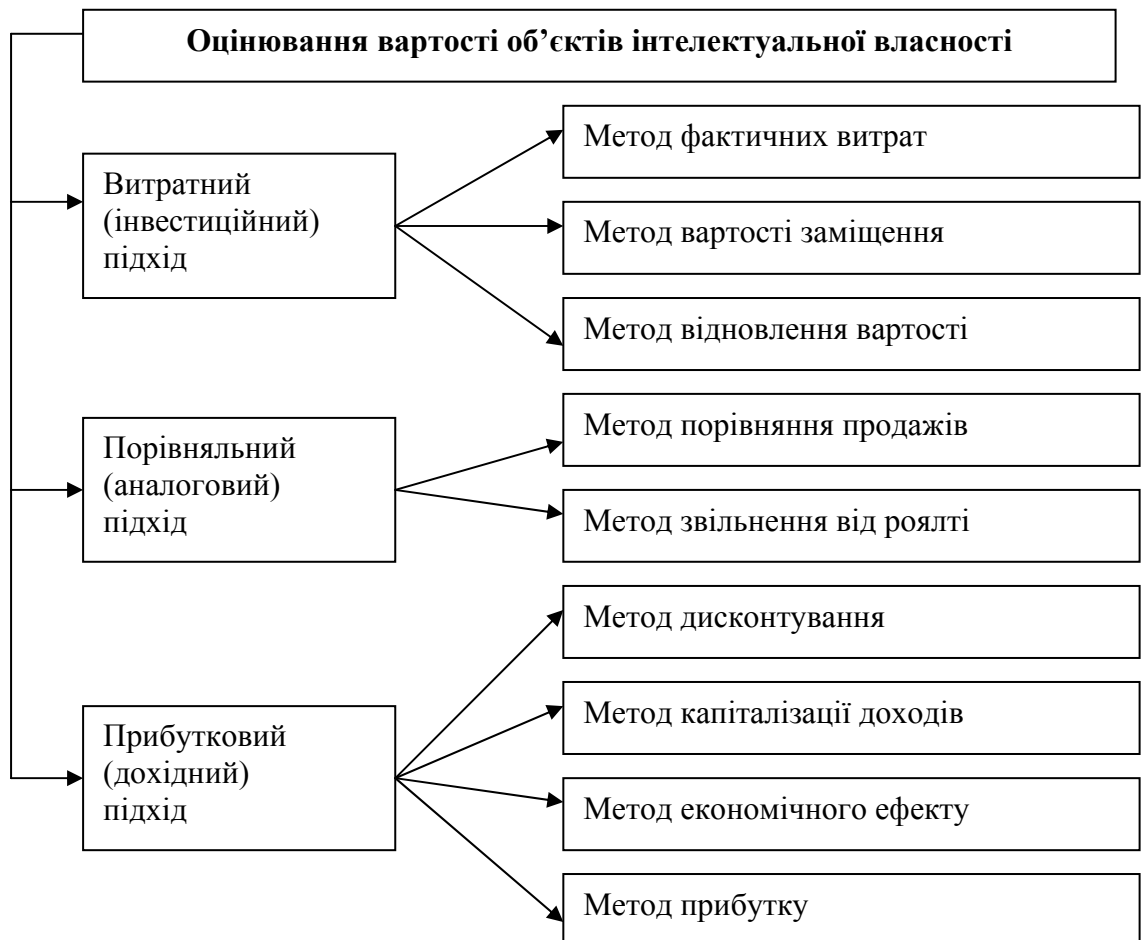 Оцінювання вартості об’єктів інтелектуальної власності
Витратний
(інвестиційний)
підхід
Метод фактичних витрат
Метод вартості заміщення
Метод відновлення вартості
Порівняльний
(аналоговий)
підхід
Метод порівняння продажів
Метод звільнення від роялті
Прибутковий
(дохідний)
підхід
Метод дисконтування
Метод капіталізації доходів
Метод економічного ефекту
Метод прибутку